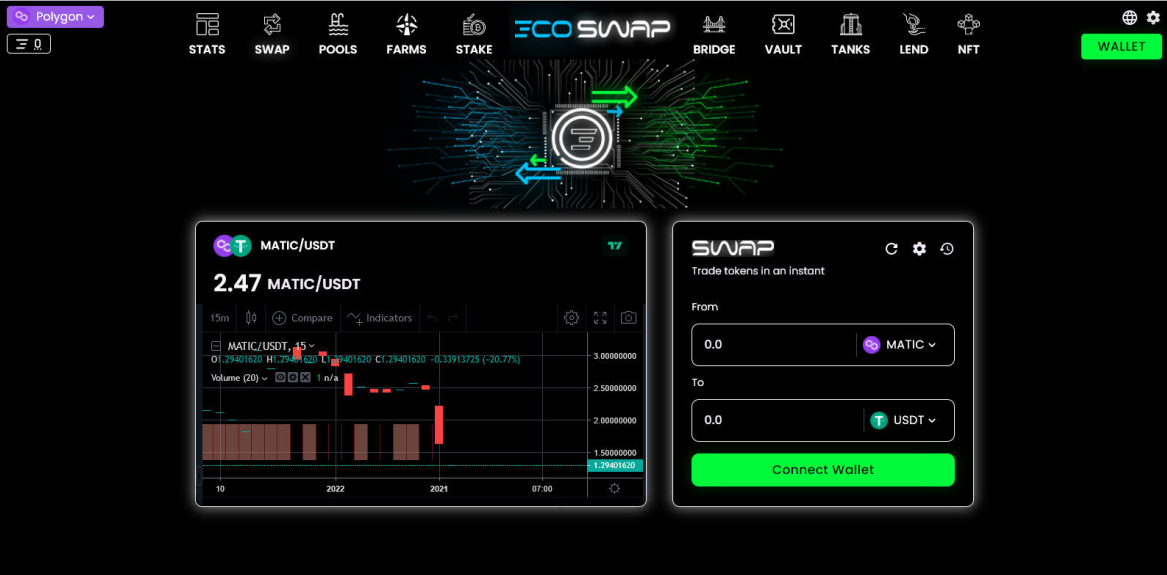 Polygon
0
STATS SWAP POOLS FARMS STAKE ECO SWAP BRIDGE VAULT TANKS LEND NFT
WALLET
MATIC/USDT
2.47 MATIC/USDT
15m Compare Indicators
MATIC/USDT, 15
O1.29401620 H1.29401620 L1.29401620 C1.29401620 -0.33913725 (-20.77%)
Volume (20) 1 n/a
3.00000000
2.50000000
2.00000000
1.50000000
1.29401620
10 2022 2021 07:00
SWAP
Trade tokens in an instant
From
0.0 MATIC
To
0.0 USDT
Connect Wallet